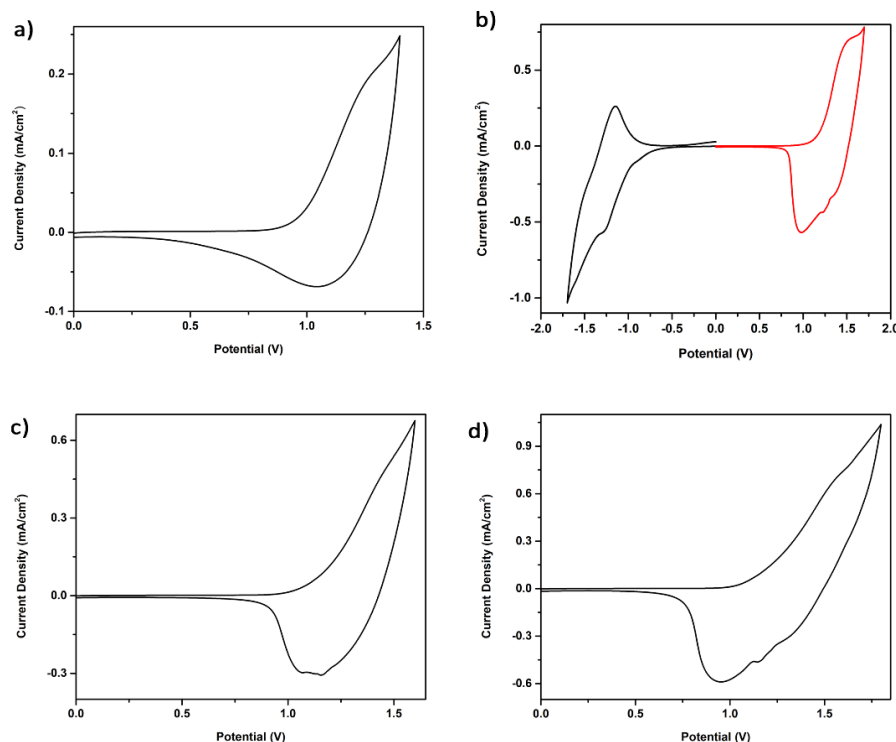 a)
Current Density (mA/cm²)
0.2
0.1
0.0
-0.1
0.0 0.5 1.0 1.5
Potential (V)
b)
Current Density (mA/cm²)
0.5
0.0
-0.5
-1.0
-2.0 -1.5 -1.0 -0.5 0.0 0.5 1.0 1.5 2.0
Potential (V)
c)
Current Density (mA/cm²)
0.6
0.3
0.0
-0.3
0.0 0.5 1.0 1.5
Potential (V)
d)
Current Density (mA/cm²)
0.9
0.6
0.3
0.0
-0.3
-0.6
0.0 0.5 1.0 1.5
Potential (V)